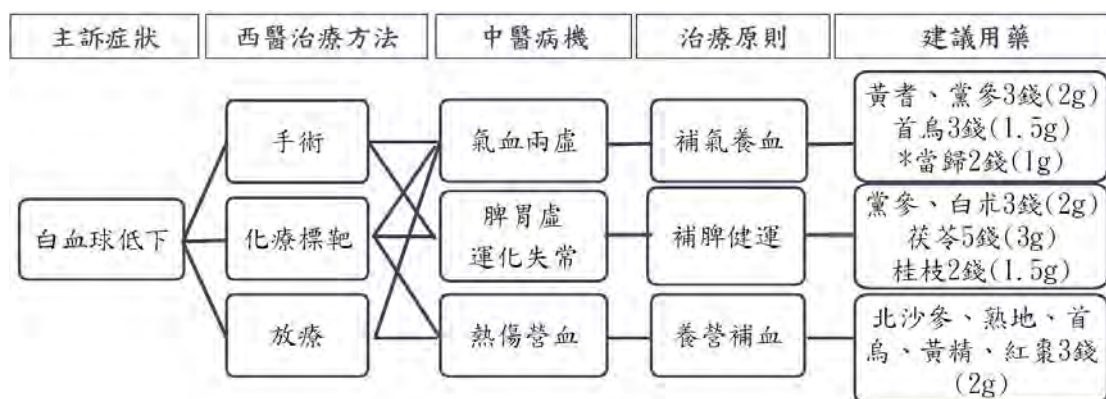 主訴症狀
西醫治療方法
中醫病機
治療原則
建議用藥
白血球低下
手術
化療標靶
放療
氣血兩虛
脾胃虛
運化失常
熱傷營血
補氣養血
補脾健運
養營補血
黃耆、黨參3錢(2g)
首烏3錢(1.5g)
*當歸2錢(1g)
黨參、白朮3錢(2g)
茯苓5錢(3g)
桂枝2錢(1.5g)
北沙參、熟地、首
烏、黃精、紅棗3錢
(2g)